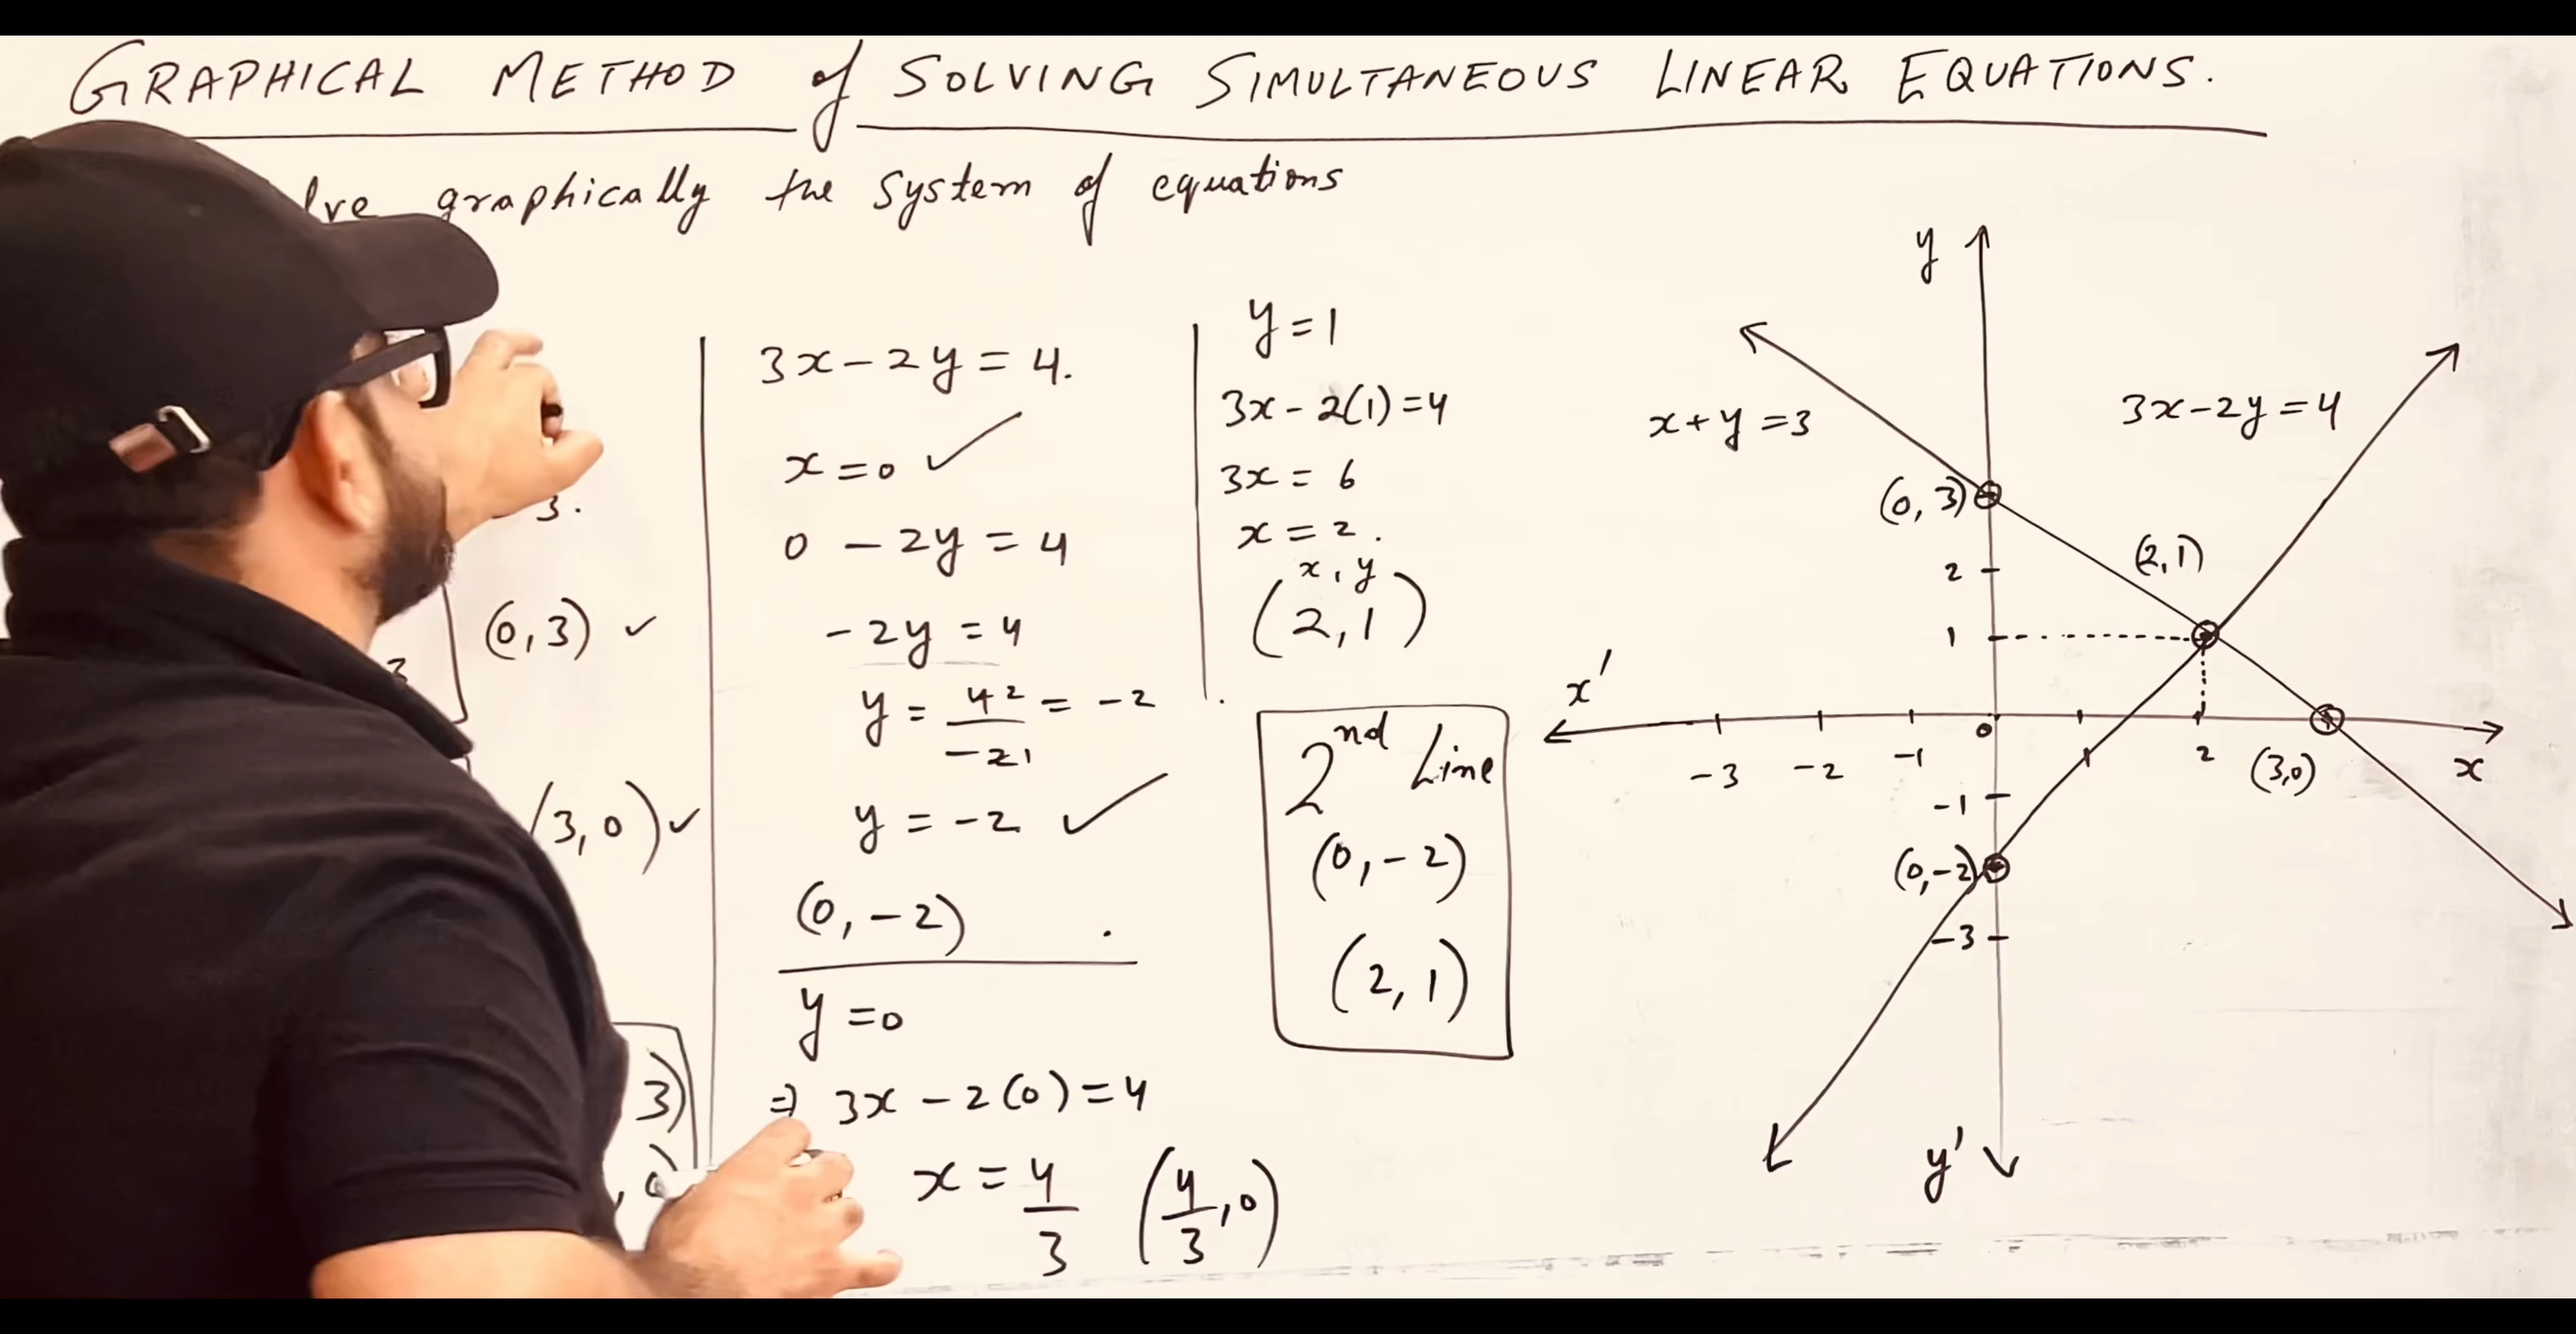 GRAPHICAL METHOD of SOLVING SIMULTANEOUS LINEAR EQUATIONS.
graphically the system of equations
3.
(0, 3) ✓
3, 0) ✓
3)
, 0)
3x - 2y = 4.
x = 0 ✓
0 - 2y = 4
-2y = 4
y = 4 2 / -2 1 = -2
y = -2 ✓
(0, -2)
y = 0
⇒ 3x - 2(0) = 4
x = 4/3 (4/3, 0)
y = 1
3x - 2(1) = 4
3x = 6
x = 2.
x, y
(2, 1)
2nd Line
(0, -2)
(2, 1)
y
x + y = 3
3x - 2y = 4
(0, 3)
2
(2, 1)
1
x'
-3 -2 -1 0 2 (3,0) x
-1
(0, -2)
-3
y'